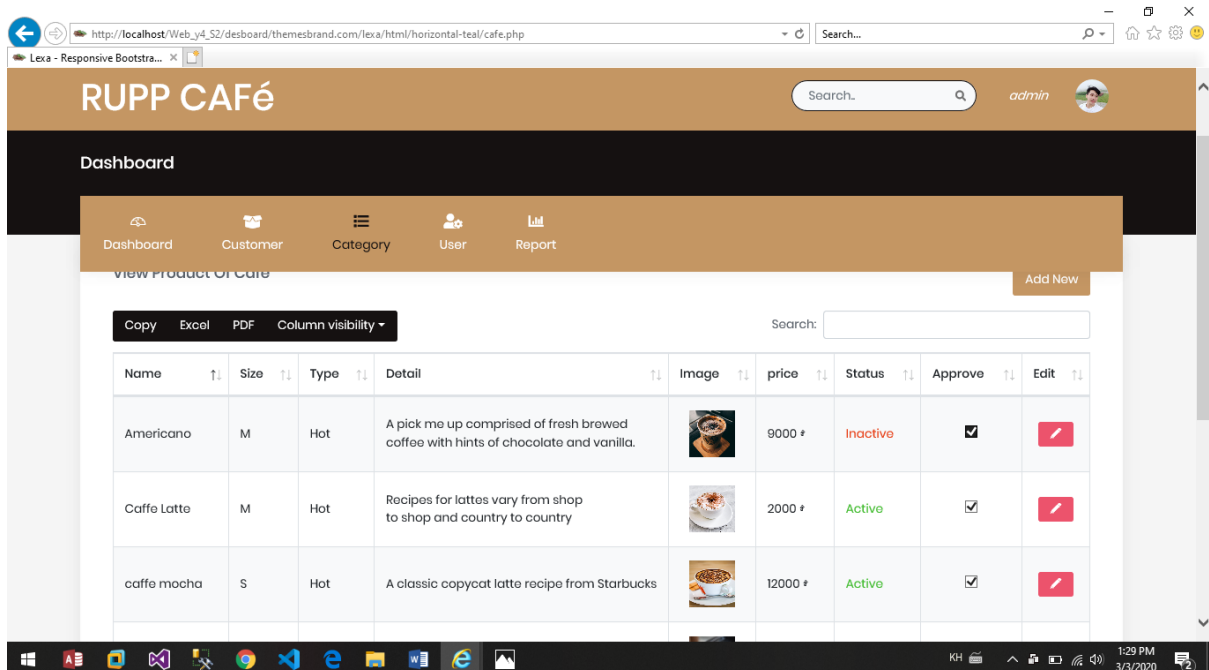 http://localhost/Web_y4_S2/desboard/themesbrand.com/lexa/html/horizontal-teal/cafe.php
Search...
Lexa - Responsive Bootstra...
RUPP CAFé
Search..
admin
Dashboard
Dashboard Customer Category User Report
View Product Of Cafe
Add New
Copy Excel PDF Column visibility
Search:
Name Size Type Detail Image price Status Approve Edit
Americano M Hot A pick me up comprised of fresh brewed
coffee with hints of chocolate and vanilla. 9000 ៛ Inactive
Caffe Latte M Hot Recipes for lattes vary from shop
to shop and country to country 2000 ៛ Active
caffe mocha S Hot A classic copycat latte recipe from Starbucks 12000 ៛ Active
KH
1:29 PM
3/3/2020
2